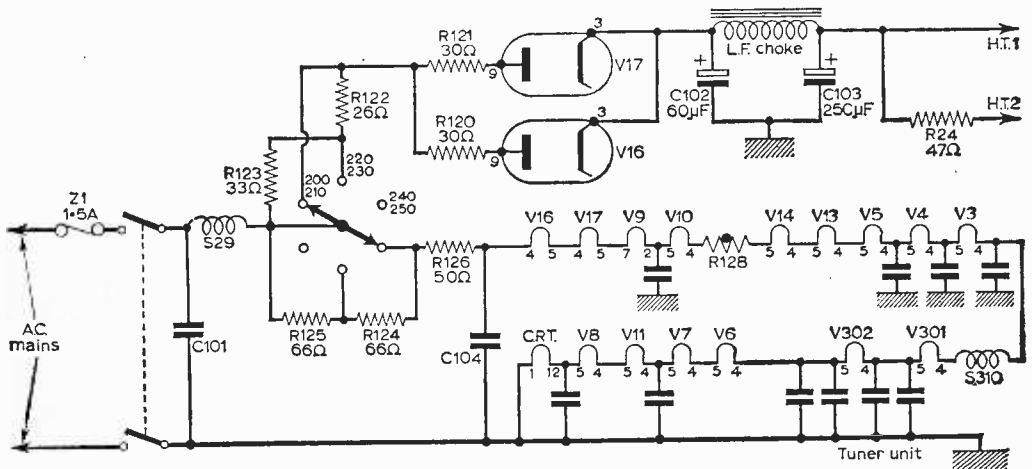 3
R121
30Ω
9
V17
L.F. choke
+
+
C102
60μF
C103
250μF
H.T.1
H.T.2
R24
47Ω
R122
26Ω
R120
30Ω
3
9
V16
R123
33Ω
220
230
200
210
240
250
Z1
1·5A
S29
R126
50Ω
V16
4
5
V17
4
5
V9
7
2
V10
5
4
R128
V14
5
4
V13
5
4
V5
5
4
V4
5
4
V3
5
4
AC
mains
C101
R125
66Ω
R124
66Ω
C104
C.R.T.
1
12
V8
5
4
V11
5
4
V7
5
4
V6
5
4
V302
5
4
V301
5
4
S310
Tuner unit